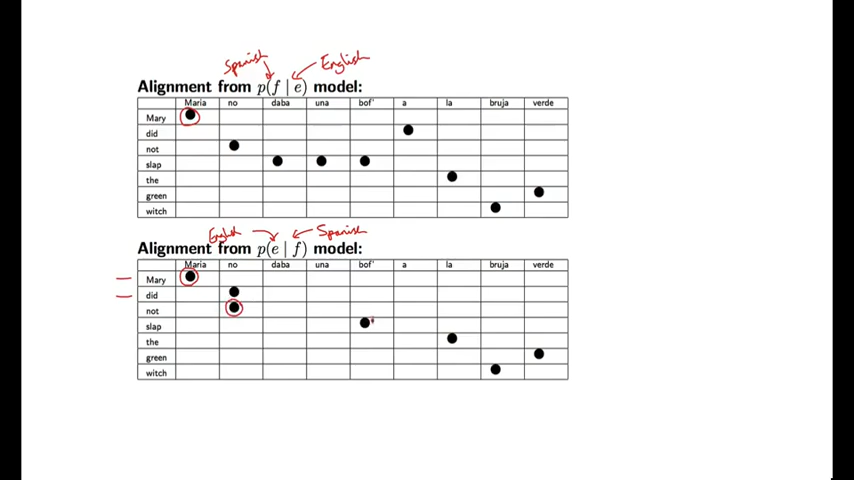 Spanish English
Alignment from p(f | e) model:
Maria no daba una bof' a la bruja verde
Mary
did
not
slap
the
green
witch
English Spanish
Alignment from p(e | f) model:
Maria no daba una bof' a la bruja verde
Mary
did
not
slap
the
green
witch